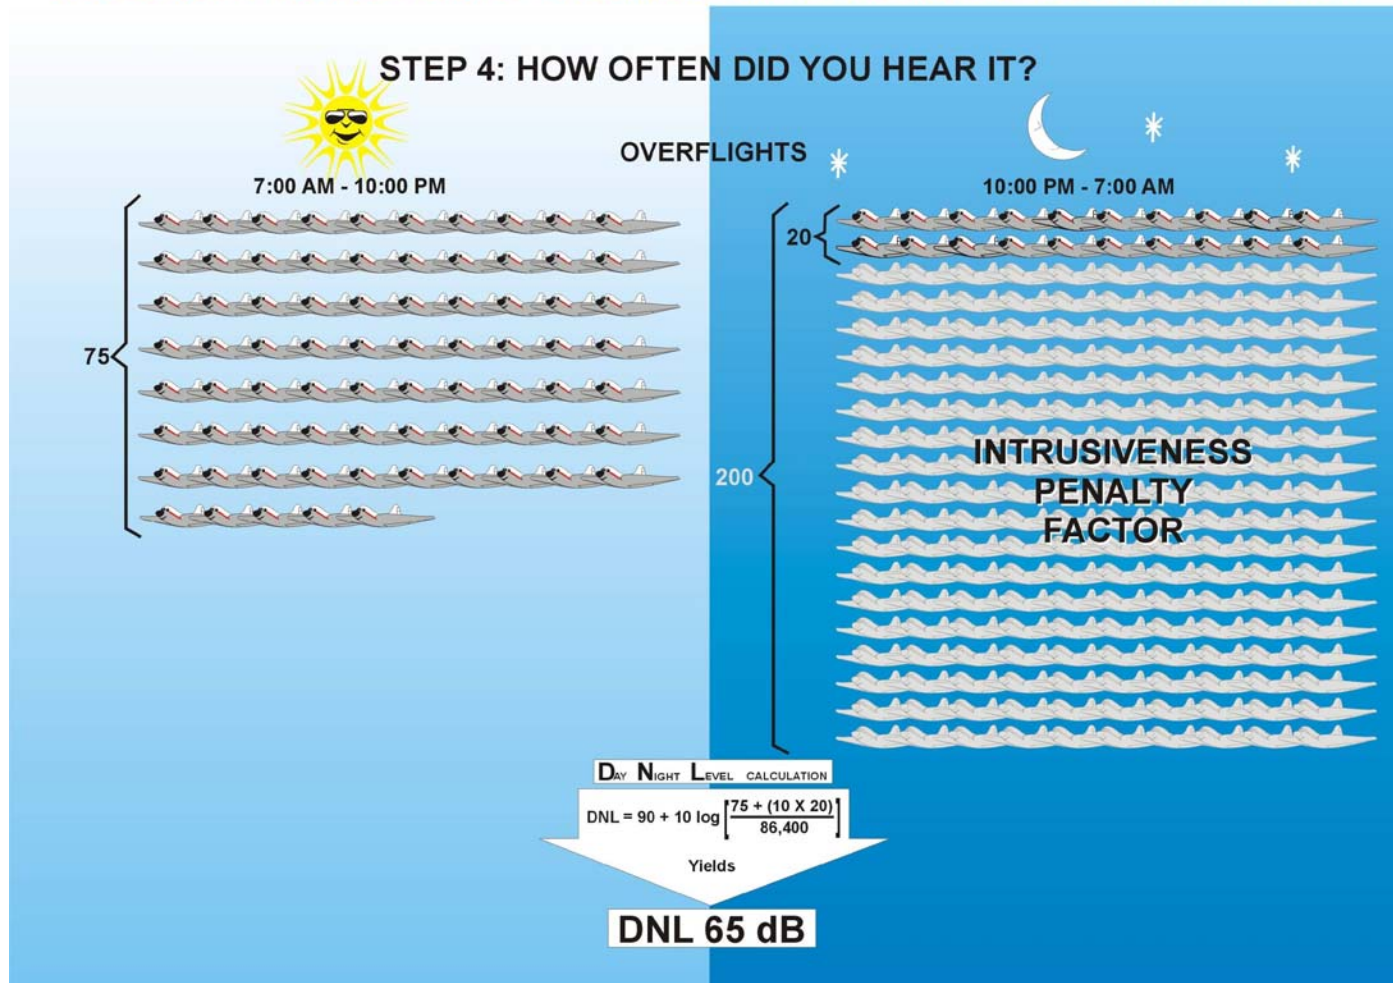 STEP 4: HOW OFTEN DID YOU HEAR IT?
OVERFLIGHTS
7:00 AM - 10:00 PM
10:00 PM - 7:00 AM
75
20
200
INTRUSIVENESS
PENALTY
FACTOR
DAY NIGHT LEVEL CALCULATION
DNL = 90 + 10 log [75 + (10 X 20) / 86,400]
Yields
DNL 65 dB